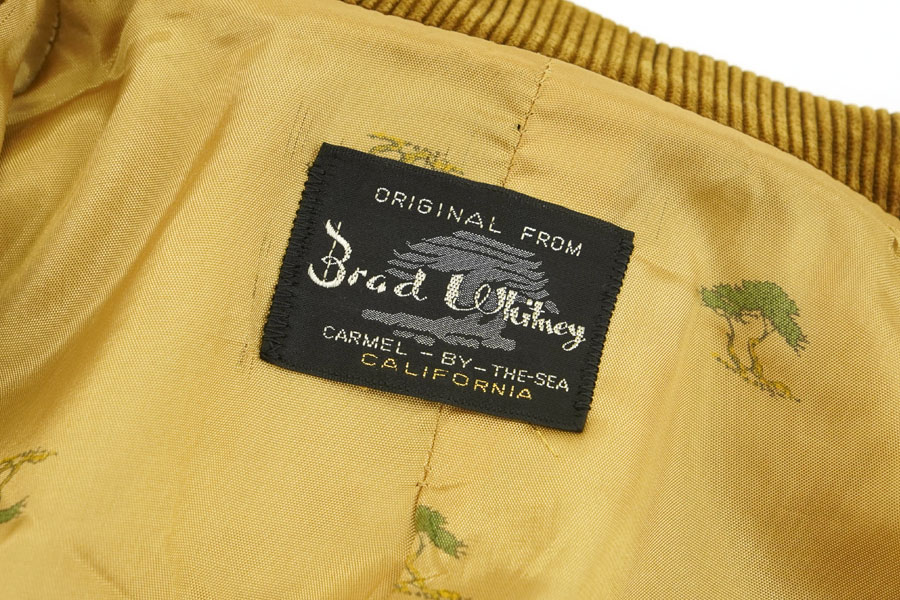 ORIGINAL FROM
Brad Whitney
CARMEL-BY-THE-SEA
CALIFORNIA